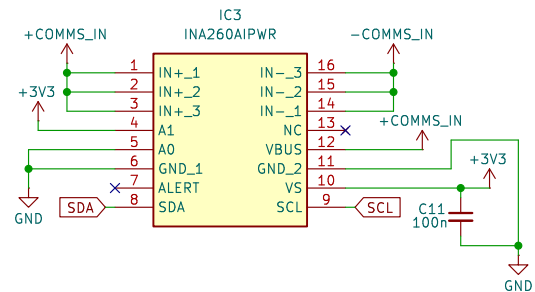 IC3
INA260AIPWR
+COMMS_IN
-COMMS_IN
1 IN+_1 IN-_3 16
2 IN+_2 IN-_2 15
+3V3
3 IN+_3 IN-_1 14
4 A1 NC 13
+COMMS_IN
5 A0 VBUS 12
6 GND_1 GND_2 11
+3V3
7 ALERT VS 10
SDA 8 SDA SCL 9 SCL
GND
C11
100n
GND